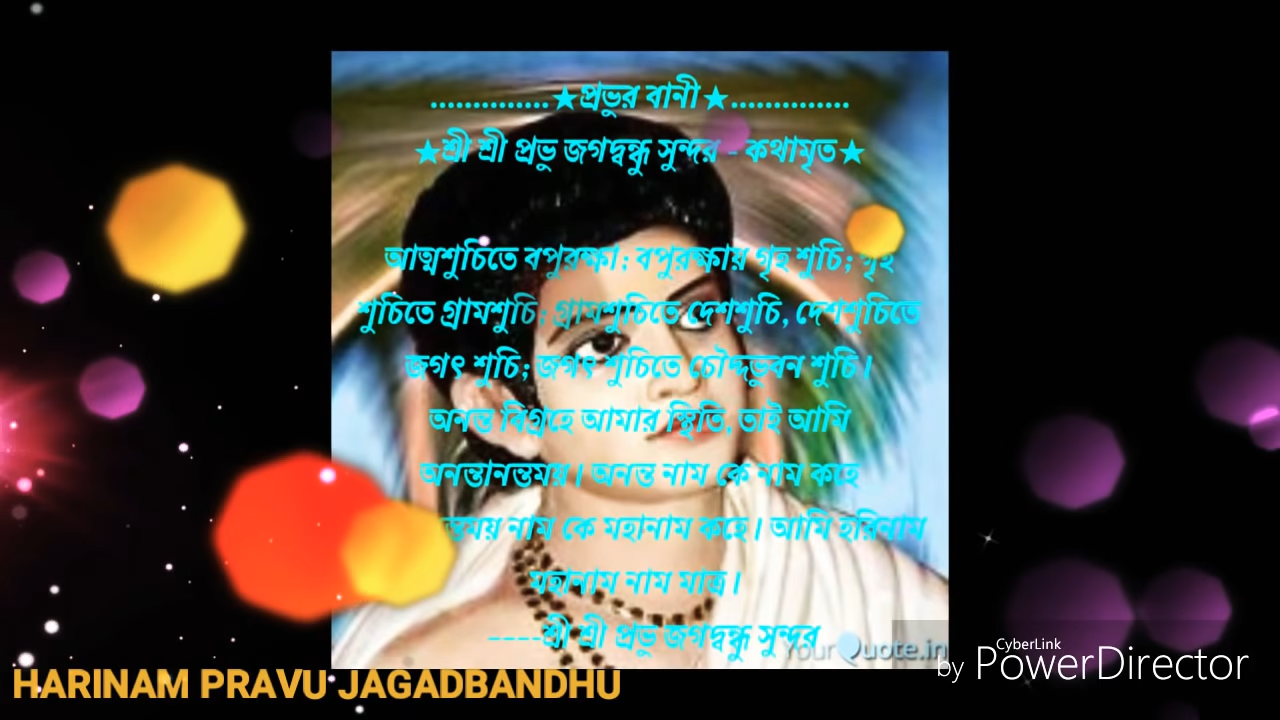 ..............★প্রভুর বানী★..............
★শ্রী শ্রী প্রভু জগদ্বন্ধু সুন্দর - কথামৃত★
আত্মশুচিতে বপুরক্ষা; বপুরক্ষায় গৃহ শুচি; গৃহ
শুচিতে গ্রামশুচি; গ্রামশুচিতে দেশশুচি, দেশশুচিতে
জগৎ শুচি; জগৎ শুচিতে চৌদ্দভুবন শুচি।
অনন্ত বিগ্রহে আমার স্থিতি, তাই আমি
অনন্তানন্তময়। অনন্ত নাম কে নাম কহে
নাম কে মহানাম কহে। আমি হরিনাম
মহানাম নাম মাত্র।
----শ্রী শ্রী প্রভু জগদ্বন্ধু সুন্দর
YourQuote.in
HARINAM PRAVU JAGADBANDHU
CyberLink
by PowerDirector